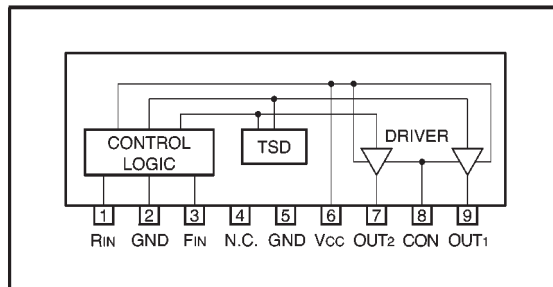 DRIVER
CONTROL
LOGIC
TSD
1 2 3 4 5 6 7 8 9
RIN GND FIN N.C. GND VCC OUT2 CON OUT1